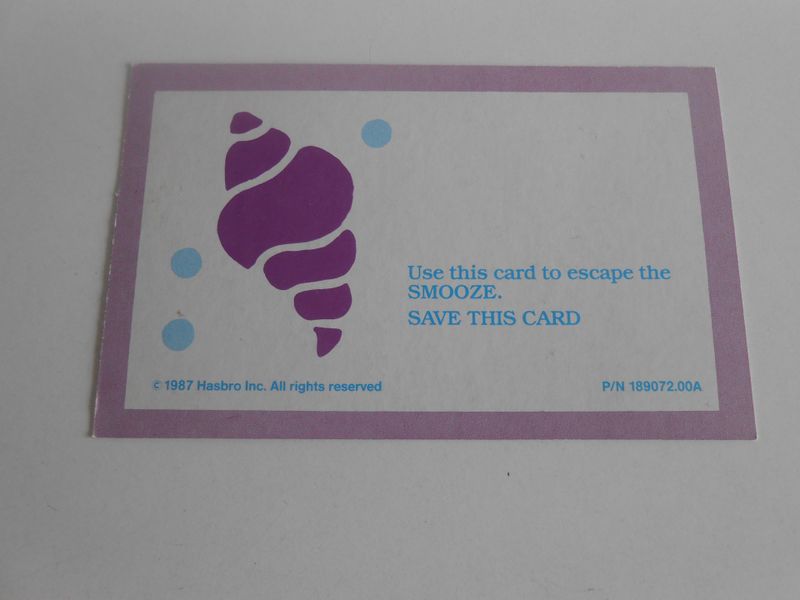 Use this card to escape the
SMOOZE.
SAVE THIS CARD
© 1987 Hasbro Inc. All rights reserved
P/N 189072.00A